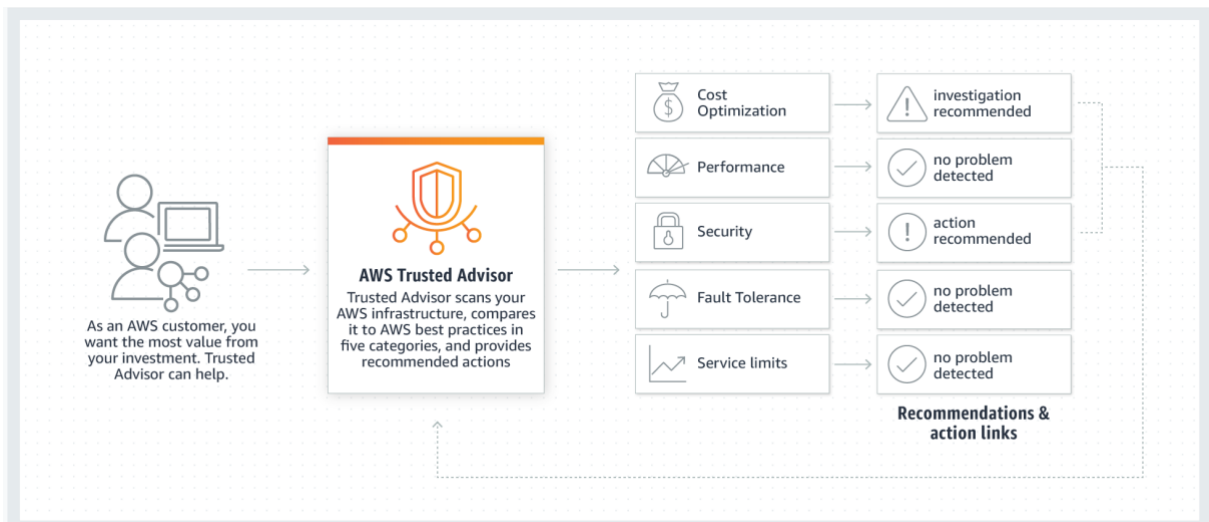 As an AWS customer, you
want the most value from
your investment. Trusted
Advisor can help.
AWS Trusted Advisor
Trusted Advisor scans your
AWS infrastructure, compares
it to AWS best practices in
five categories, and provides
recommended actions
Cost
Optimization
investigation
recommended
Performance
no problem
detected
Security
action
recommended
Fault Tolerance
no problem
detected
Service limits
no problem
detected
Recommendations &
action links